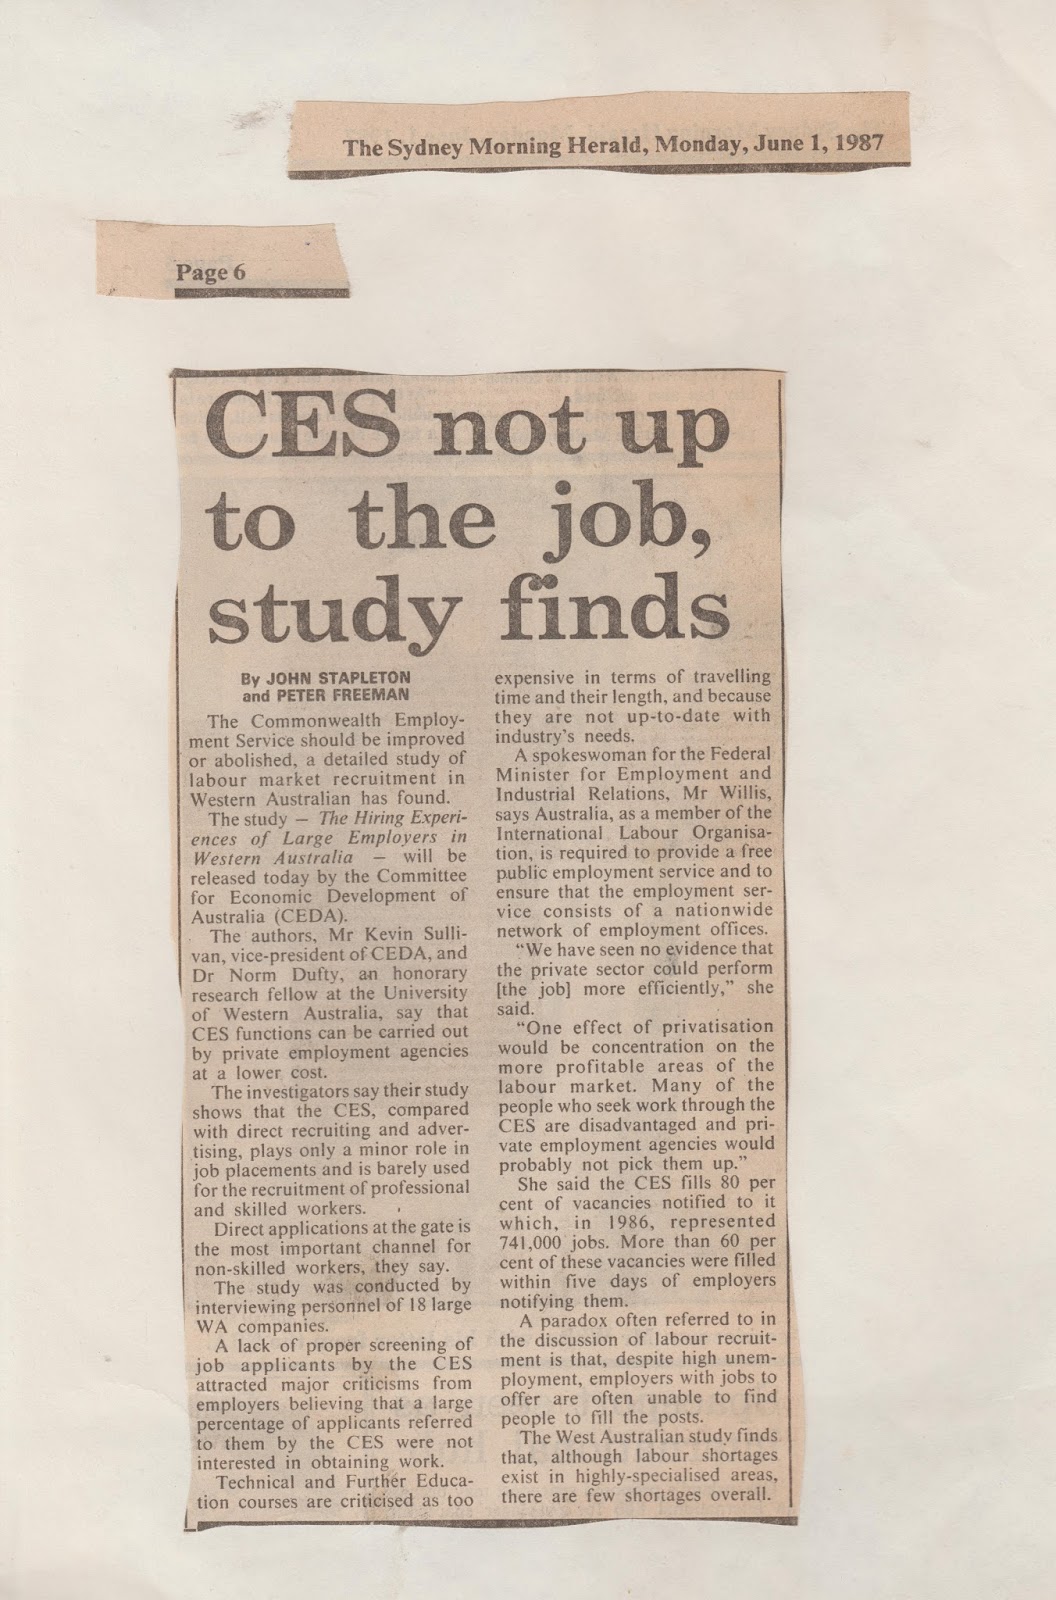 The Sydney Morning Herald, Monday, June 1, 1987
Page 6
CES not up
to the job,
study finds
By JOHN STAPLETON
and PETER FREEMAN
The Commonwealth Employ-
ment Service should be improved
or abolished, a detailed study of
labour market recruitment in
Western Australian has found.
The study — The Hiring Experi-
ences of Large Employers in
Western Australia — will be
released today by the Committee
for Economic Development of
Australia (CEDA).
The authors, Mr Kevin Sulli-
van, vice-president of CEDA, and
Dr Norm Dufty, an honorary
research fellow at the University
of Western Australia, say that
CES functions can be carried out
by private employment agencies
at a lower cost.
The investigators say their study
shows that the CES, compared
with direct recruiting and adver-
tising, plays only a minor role in
job placements and is barely used
for the recruitment of professional
and skilled workers.
Direct applications at the gate is
the most important channel for
non-skilled workers, they say.
The study was conducted by
interviewing personnel of 18 large
WA companies.
A lack of proper screening of
job applicants by the CES
attracted major criticisms from
employers believing that a large
percentage of applicants referred
to them by the CES were not
interested in obtaining work.
Technical and Further Educa-
tion courses are criticised as too
expensive in terms of travelling
time and their length, and because
they are not up-to-date with
industry's needs.
A spokeswoman for the Federal
Minister for Employment and
Industrial Relations, Mr Willis,
says Australia, as a member of the
International Labour Organisa-
tion, is required to provide a free
public employment service and to
ensure that the employment ser-
vice consists of a nationwide
network of employment offices.
"We have seen no evidence that
the private sector could perform
[the job] more efficiently," she
said.
"One effect of privatisation
would be concentration on the
more profitable areas of the
labour market. Many of the
people who seek work through the
CES are disadvantaged and pri-
vate employment agencies would
probably not pick them up."
She said the CES fills 80 per
cent of vacancies notified to it
which, in 1986, represented
741,000 jobs. More than 60 per
cent of these vacancies were filled
within five days of employers
notifying them.
A paradox often referred to in
the discussion of labour recruit-
ment is that, despite high unem-
ployment, employers with jobs to
offer are often unable to find
people to fill the posts.
The West Australian study finds
that, although labour shortages
exist in highly-specialised areas,
there are few shortages overall.